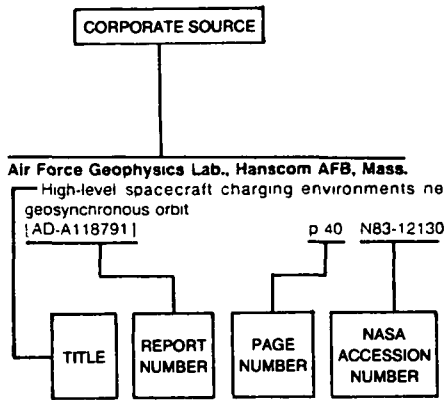 CORPORATE SOURCE
Air Force Geophysics Lab., Hanscom AFB, Mass.
High-level spacecraft charging environments ne
geosynchronous orbit
[AD-A118791] p 40 N83-12130
TITLE
REPORT
NUMBER
PAGE
NUMBER
NASA
ACCESSION
NUMBER